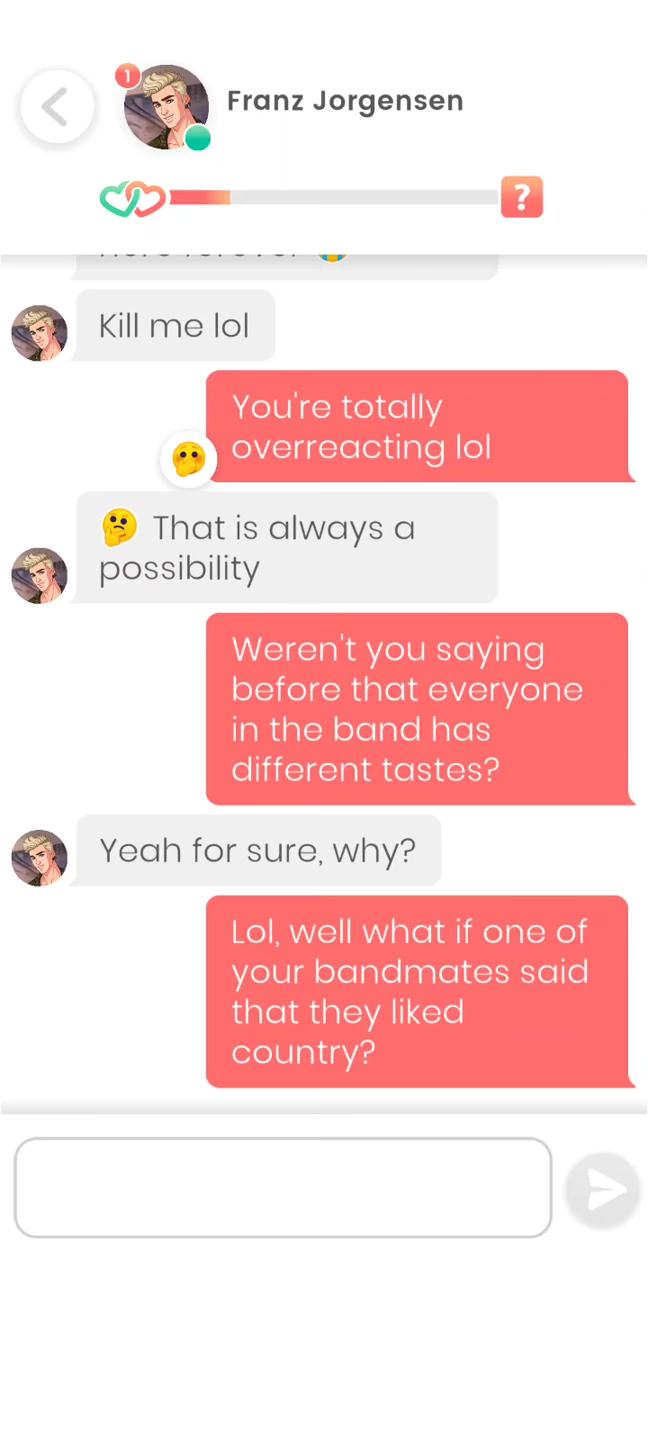 1
Franz Jorgensen
?
Kill me lol
You're totally
overreacting lol
🤔 That is always a
possibility
Weren't you saying
before that everyone
in the band has
different tastes?
Yeah for sure, why?
Lol, well what if one of
your bandmates said
that they liked
country?